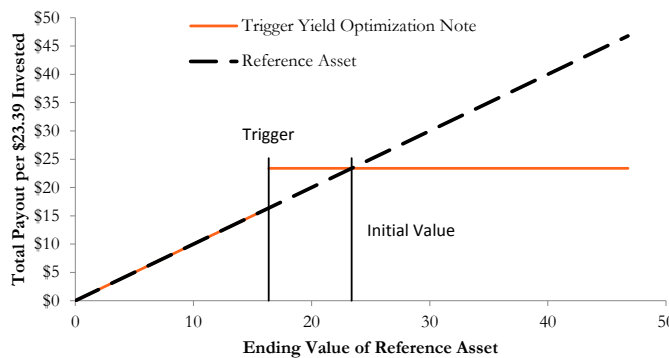 $50
$45
$40
$35
$30
$25
$20
$15
$10
$5
$0
Total Payout per $23.39 Invested
Trigger Yield Optimization Note
Reference Asset
Trigger
Initial Value
0
10
20
30
40
50
Ending Value of Reference Asset